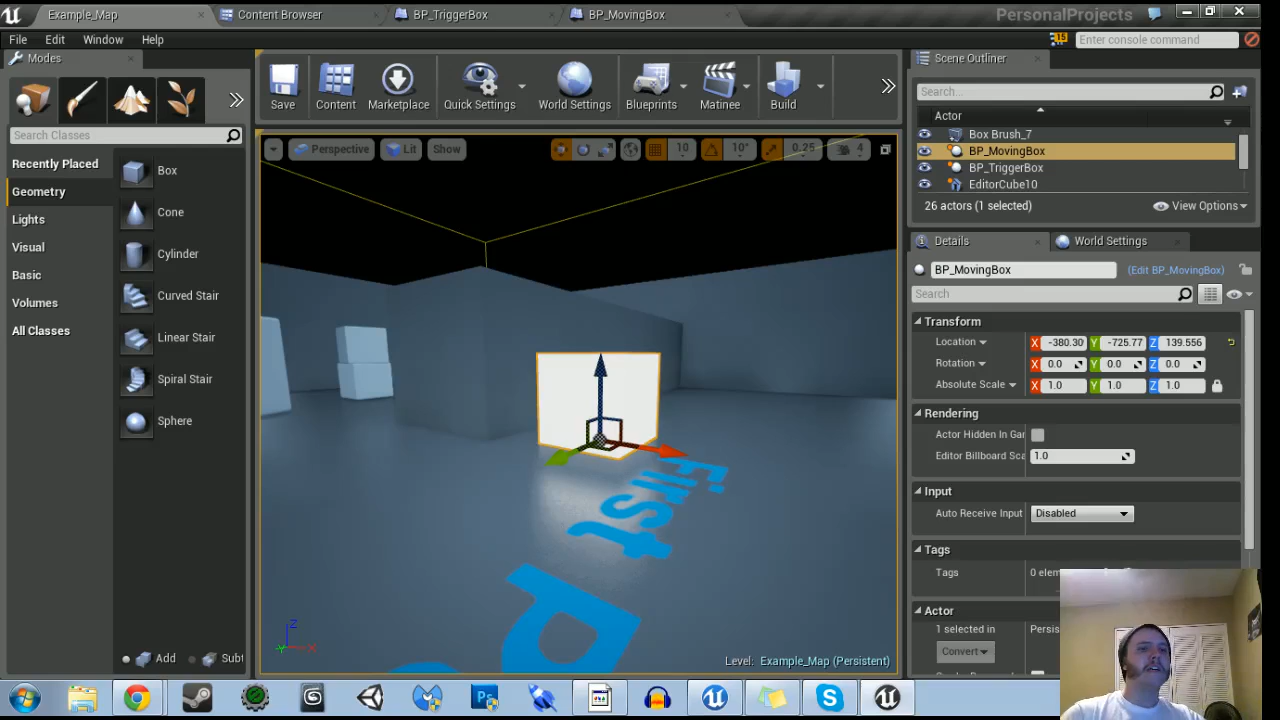 Example_Map
Content Browser
BP_TriggerBox
BP_MovingBox
PersonalProjects
File Edit Window Help
15
Enter console command
Modes
Search Classes
Recently Placed
Geometry
Lights
Visual
Basic
Volumes
All Classes
Box
Cone
Cylinder
Curved Stair
Linear Stair
Spiral Stair
Sphere
Add
Subt
Save
Content
Marketplace
Quick Settings
World Settings
Blueprints
Matinee
Build
Perspective
Lit
Show
10
10°
0.25
4
First
P
Z
X
Level: Example_Map (Persistent)
Scene Outliner
Search...
Actor
Box Brush_7
BP_MovingBox
BP_TriggerBox
EditorCube10
26 actors (1 selected)
View Options
Details
World Settings
BP_MovingBox
(Edit BP_MovingBox)
Search
Transform
Location X -380.30 Y -725.77 Z 139.556
Rotation X 0.0 Y 0.0 Z 0.0
Absolute Scale X 1.0 Y 1.0 Z 1.0
Rendering
Actor Hidden In Gar
Editor Billboard Sca 1.0
Input
Auto Receive Input Disabled
Tags
Tags 0 elem
Actor
1 selected in Persis
Convert